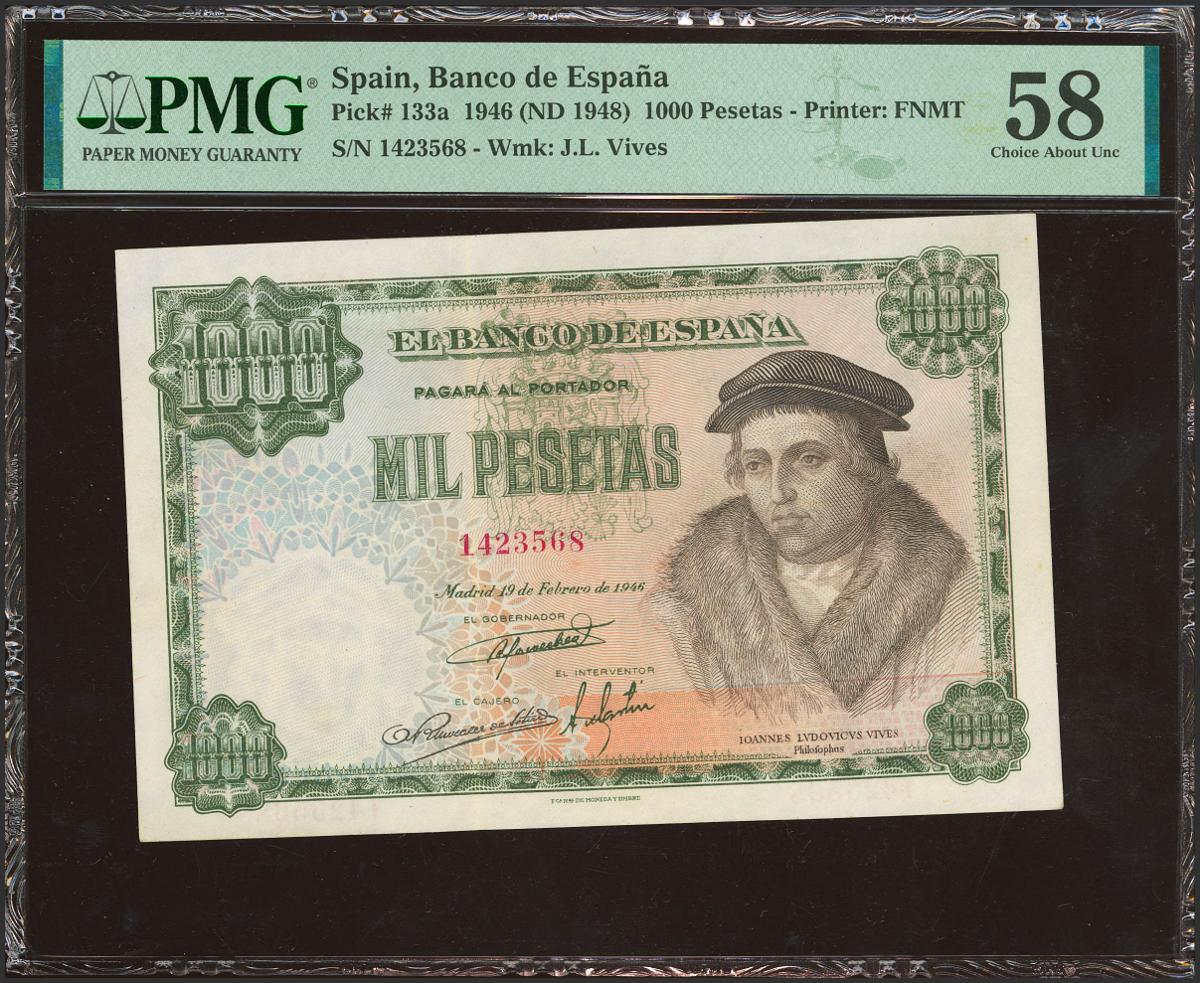 PMG®
PAPER MONEY GUARANTY
Spain, Banco de España
Pick# 133a 1946 (ND 1948) 1000 Pesetas - Printer: FNMT
S/N 1423568 - Wmk: J.L. Vives
58
Choice About Unc
1000
1000
EL BANCO DE ESPAÑA
PAGARÁ AL PORTADOR
MIL PESETAS
1423568
Madrid 19 de Febrero de 1946
EL GOBERNADOR
EL INTERVENTOR
EL CAJERO
IOANNES LVDOVICVS VIVES
Philosophus
1000
1000